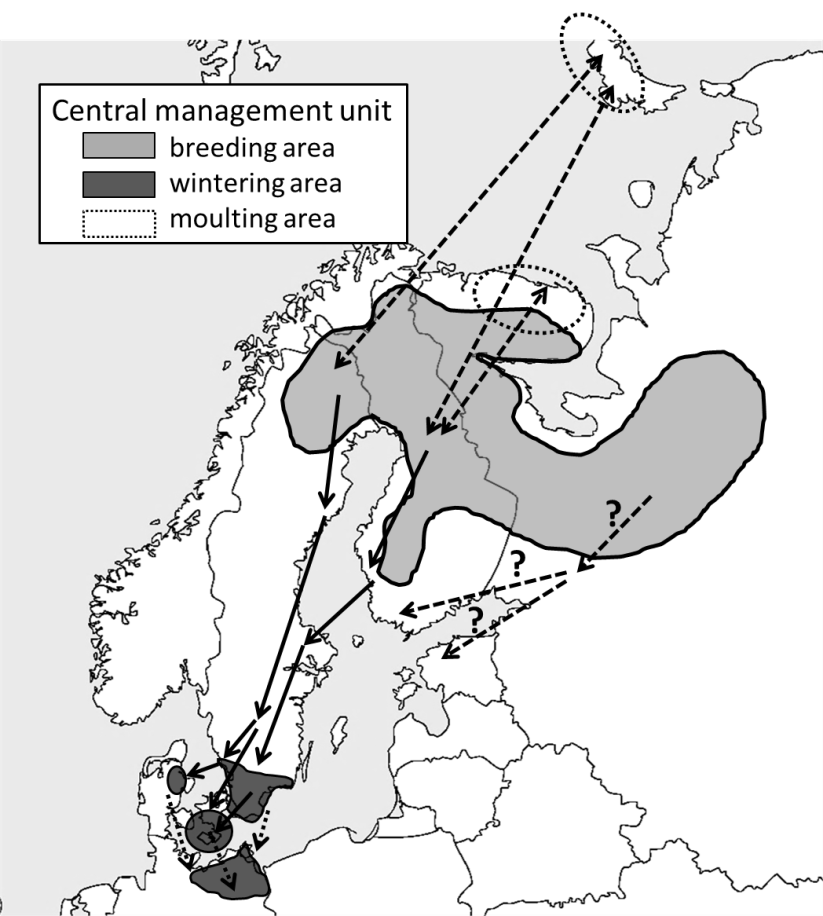 Central management unit
breeding area
wintering area
moulting area
?
?
?